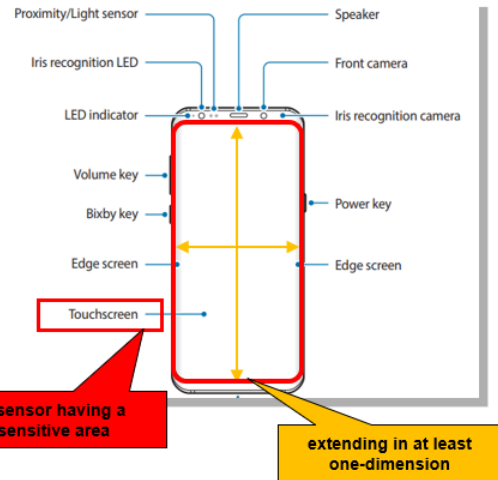 Proximity/Light sensor
Speaker
Iris recognition LED
Front camera
LED indicator
Iris recognition camera
Volume key
Power key
Bixby key
Edge screen
Edge screen
Touchscreen
sensor having a
sensitive area
extending in at least
one-dimension